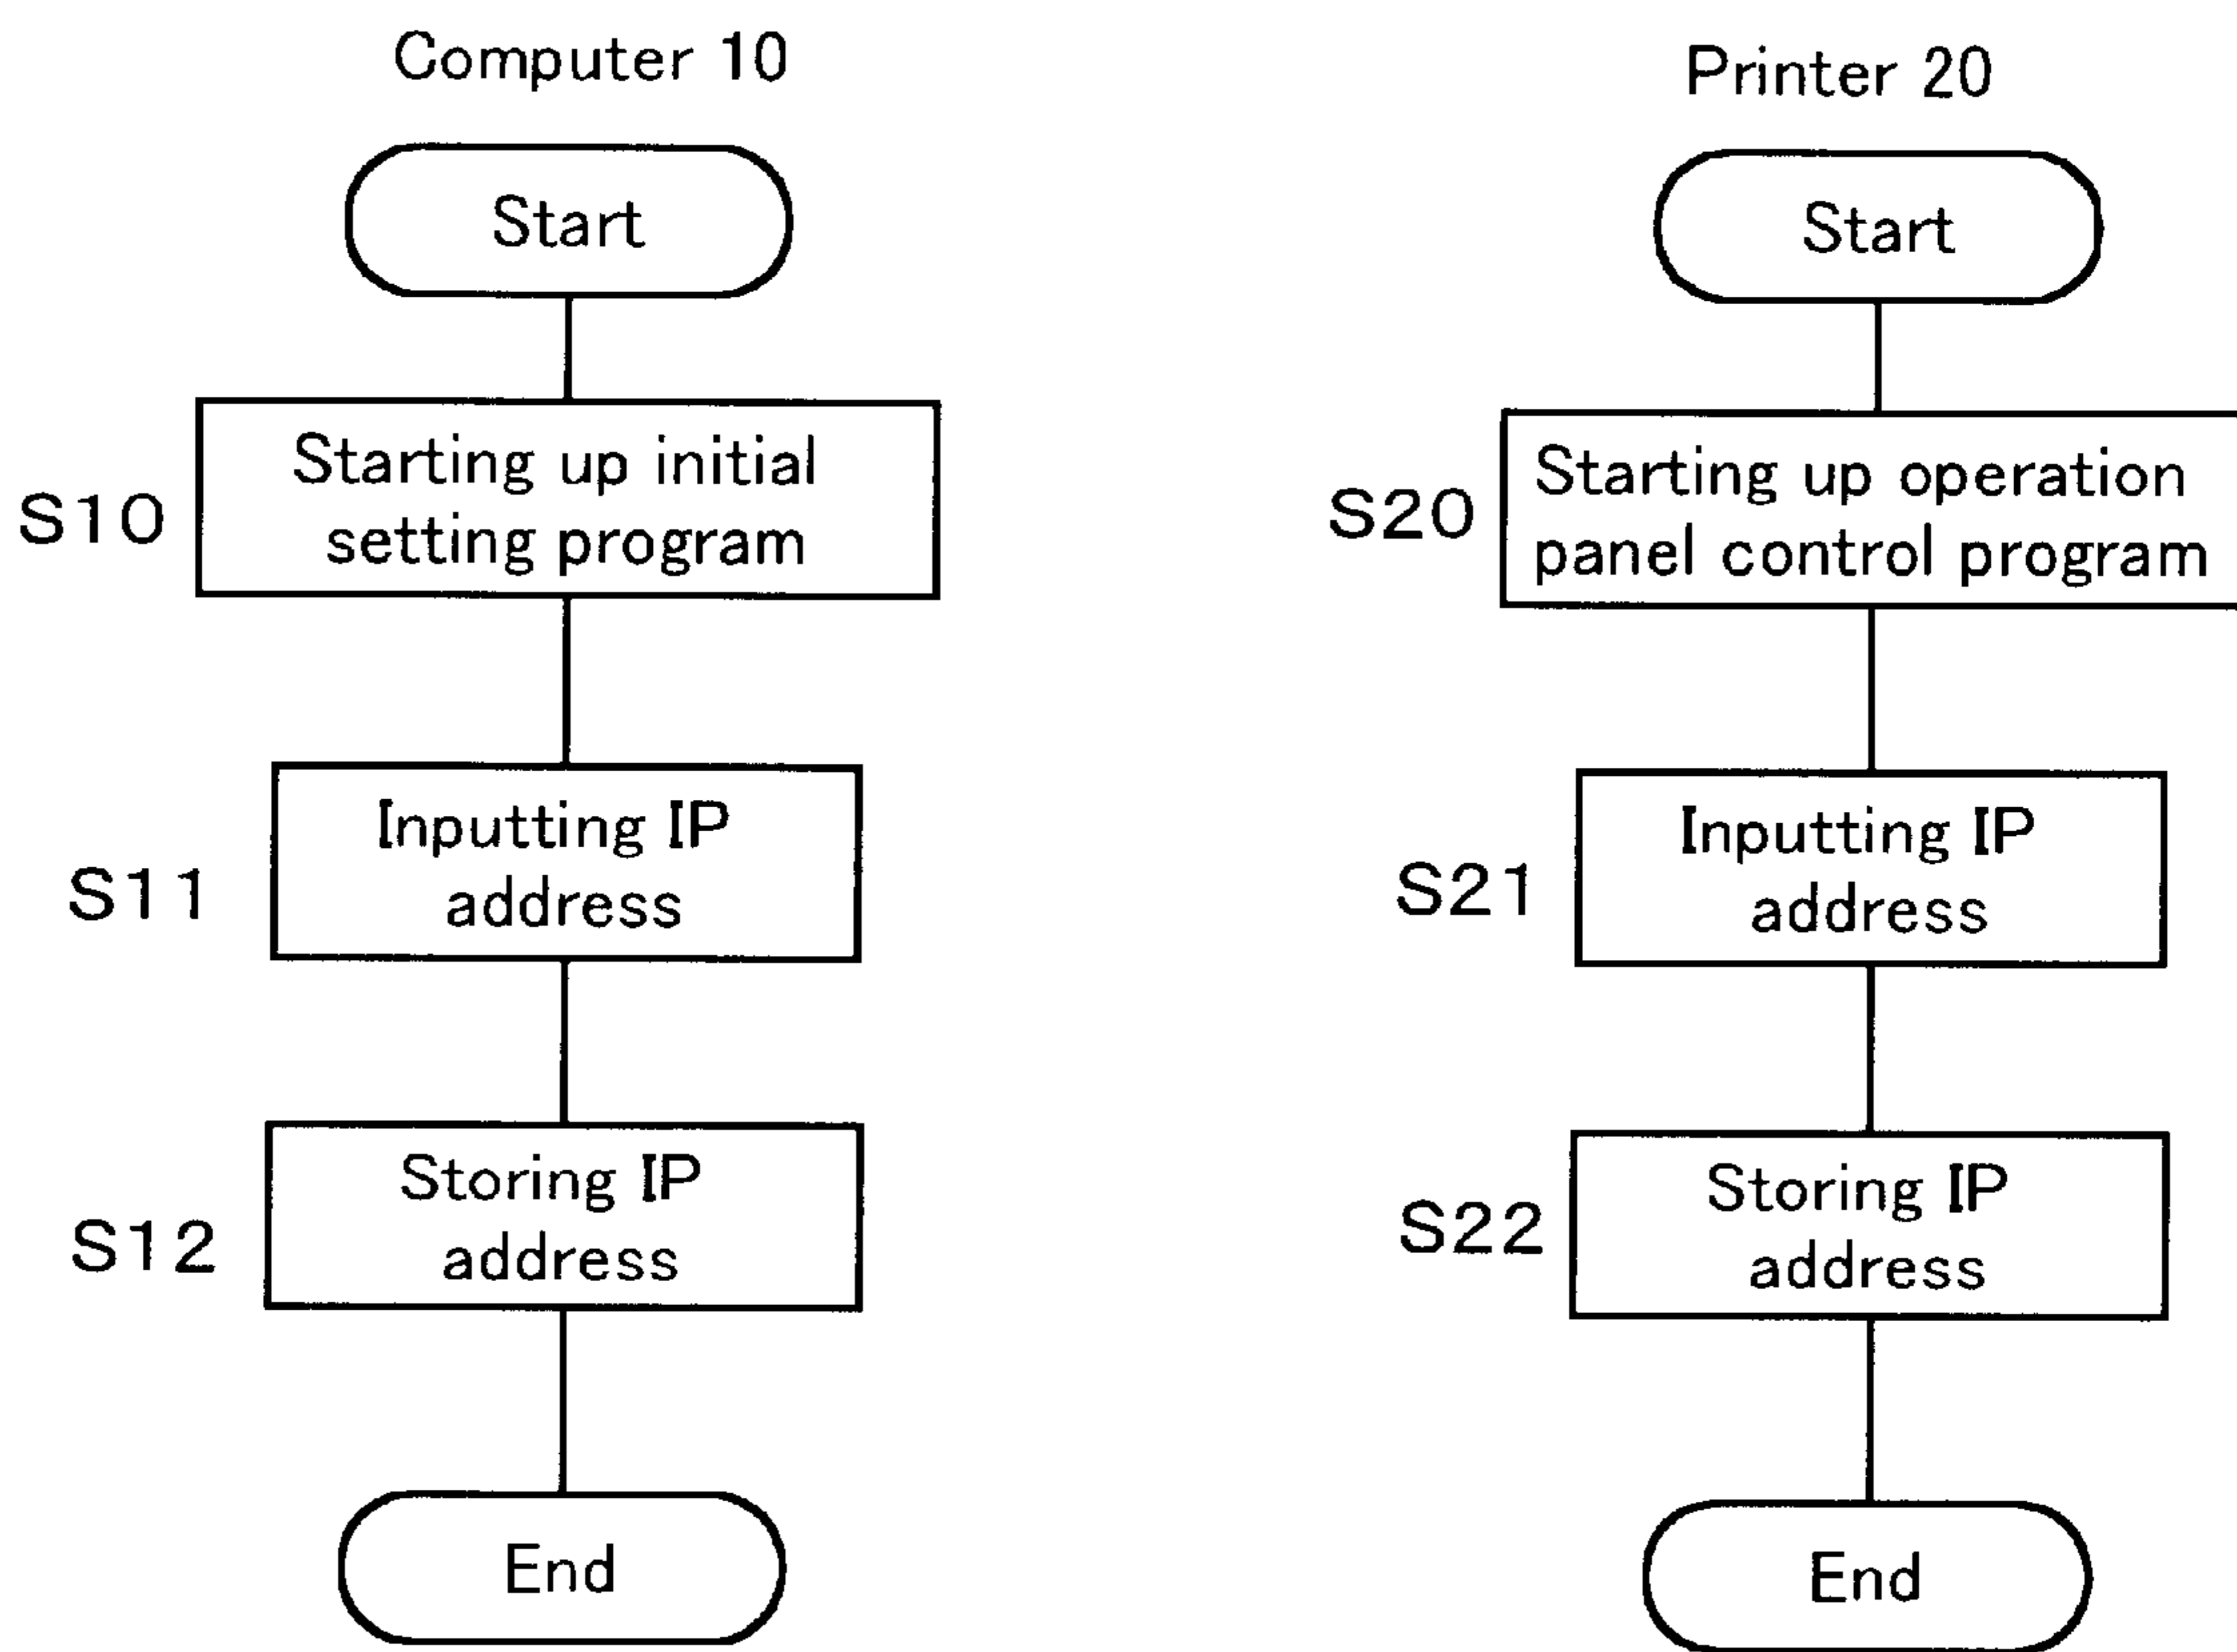 Computer 10
Start
S10
Starting up initial
setting program
S11
Inputting IP
address
S12
Storing IP
address
End
Printer 20
Start
S20
Starting up operation
panel control program
S21
Inputting IP
address
S22
Storing IP
address
End